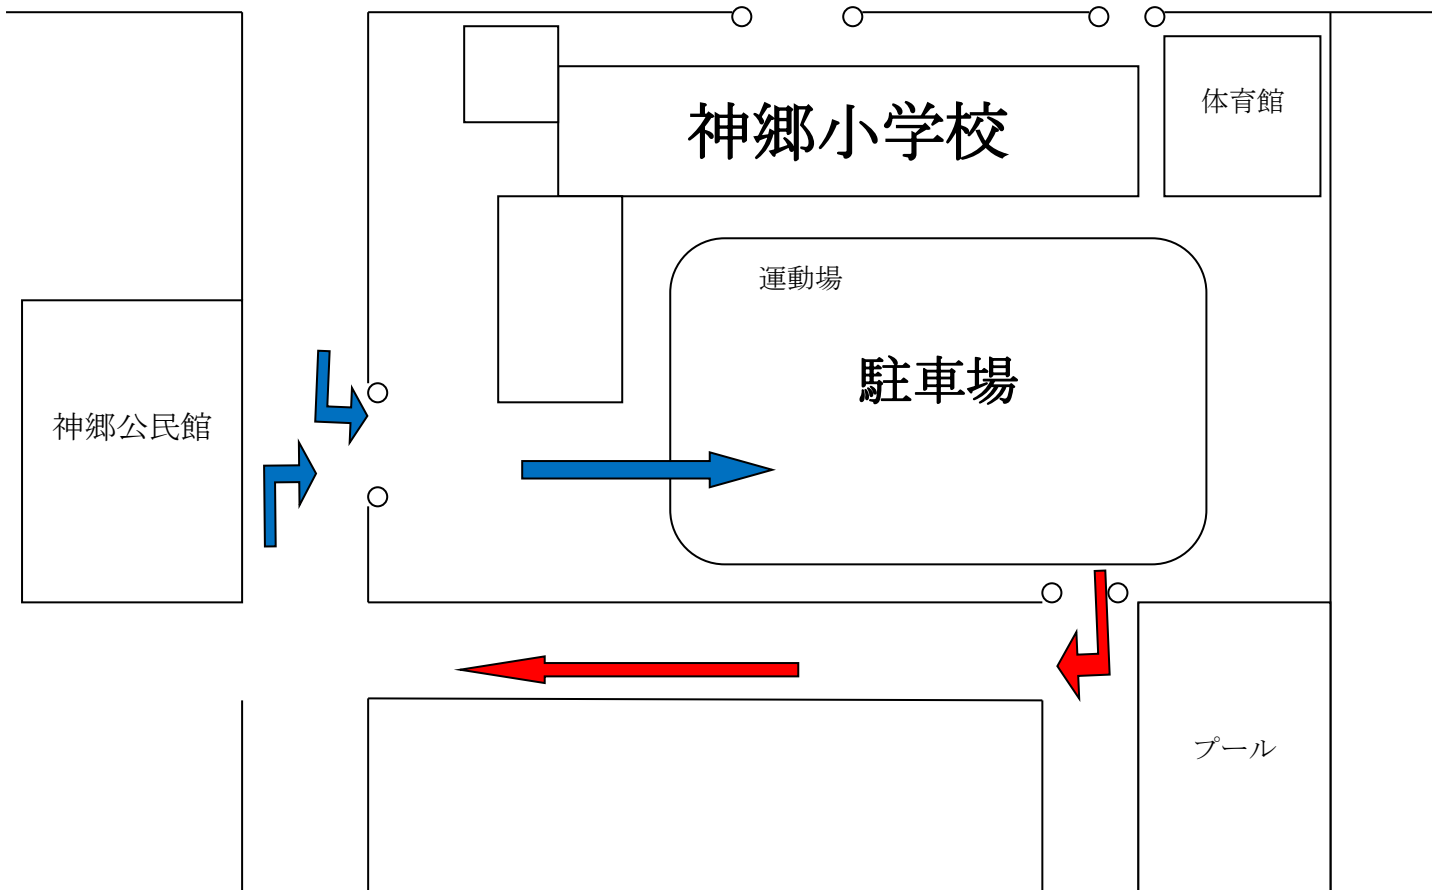 神郷小学校
体育館
運動場
駐車場
神郷公民館
プール